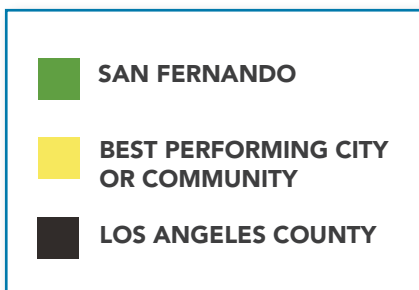 SAN FERNANDO
BEST PERFORMING CITY
OR COMMUNITY
LOS ANGELES COUNTY